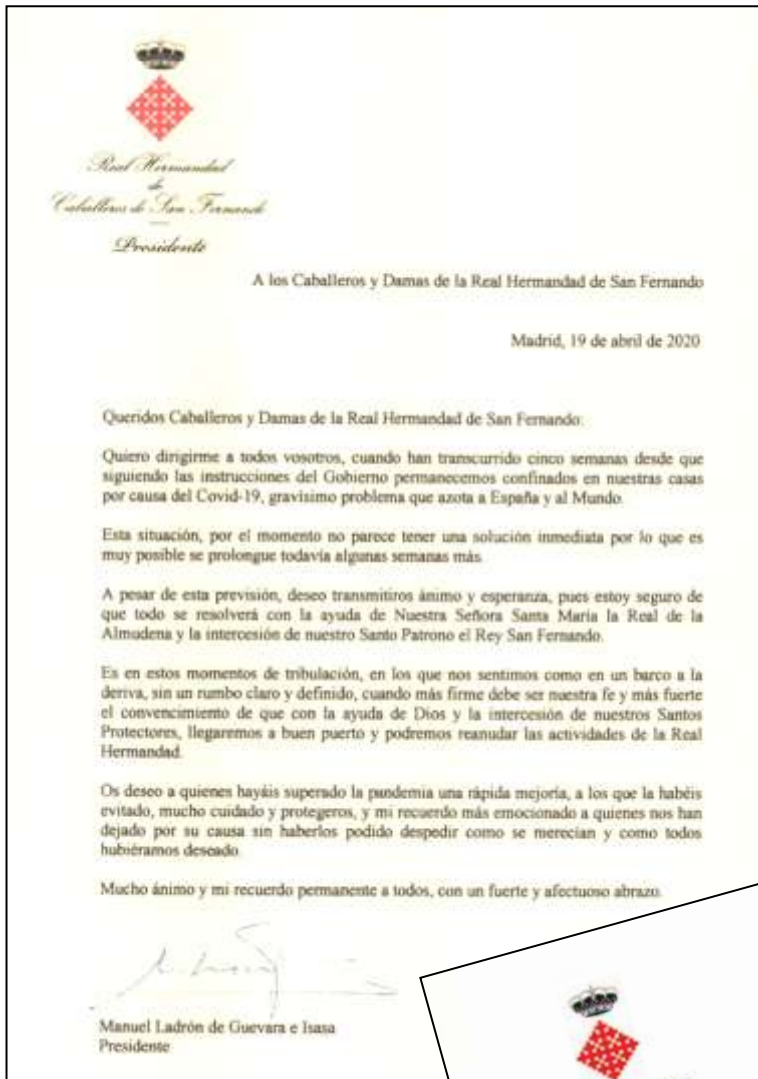 Real Hermandad
de
Caballeros de San Fernando
Presidente
A los Caballeros y Damas de la Real Hermandad de San Fernando
Madrid, 19 de abril de 2020
Queridos Caballeros y Damas de la Real Hermandad de San Fernando:
Quiero dirigirme a todos vosotros, cuando han transcurrido cinco semanas desde que
siguiendo las instrucciones del Gobierno permanecemos confinados en nuestras casas
por causa del Covid-19, gravísimo problema que azota a España y al Mundo.
Esta situación, por el momento no parece tener una solución inmediata por lo que es
muy posible se prolongue todavía algunas semanas más.
A pesar de esta previsión, deseo transmitiros ánimo y esperanza, pues estoy seguro de
que todo se resolverá con la ayuda de Nuestra Señora Santa María la Real de la
Almudena y la intercesión de nuestro Santo Patrono el Rey San Fernando.
Es en estos momentos de tribulación, en los que nos sentimos como en un barco a la
deriva, sin un rumbo claro y definido, cuando más firme debe ser nuestra fe y más fuerte
el convencimiento de que con la ayuda de Dios y la intercesión de nuestros Santos
Protectores, llegaremos a buen puerto y podremos reanudar las actividades de la Real
Hermandad.
Os deseo a quienes hayáis superado la pandemia una rápida mejoría, a los que la habéis
evitado, mucho cuidado y protegeros, y mi recuerdo más emocionado a quienes nos han
dejado por su causa sin haberlos podido despedir como se merecían y como todos
hubiéramos deseado.
Mucho ánimo y mi recuerdo permanente a todos, con un fuerte y afectuoso abrazo.
Manuel Ladrón de Guevara e Isasa
Presidente